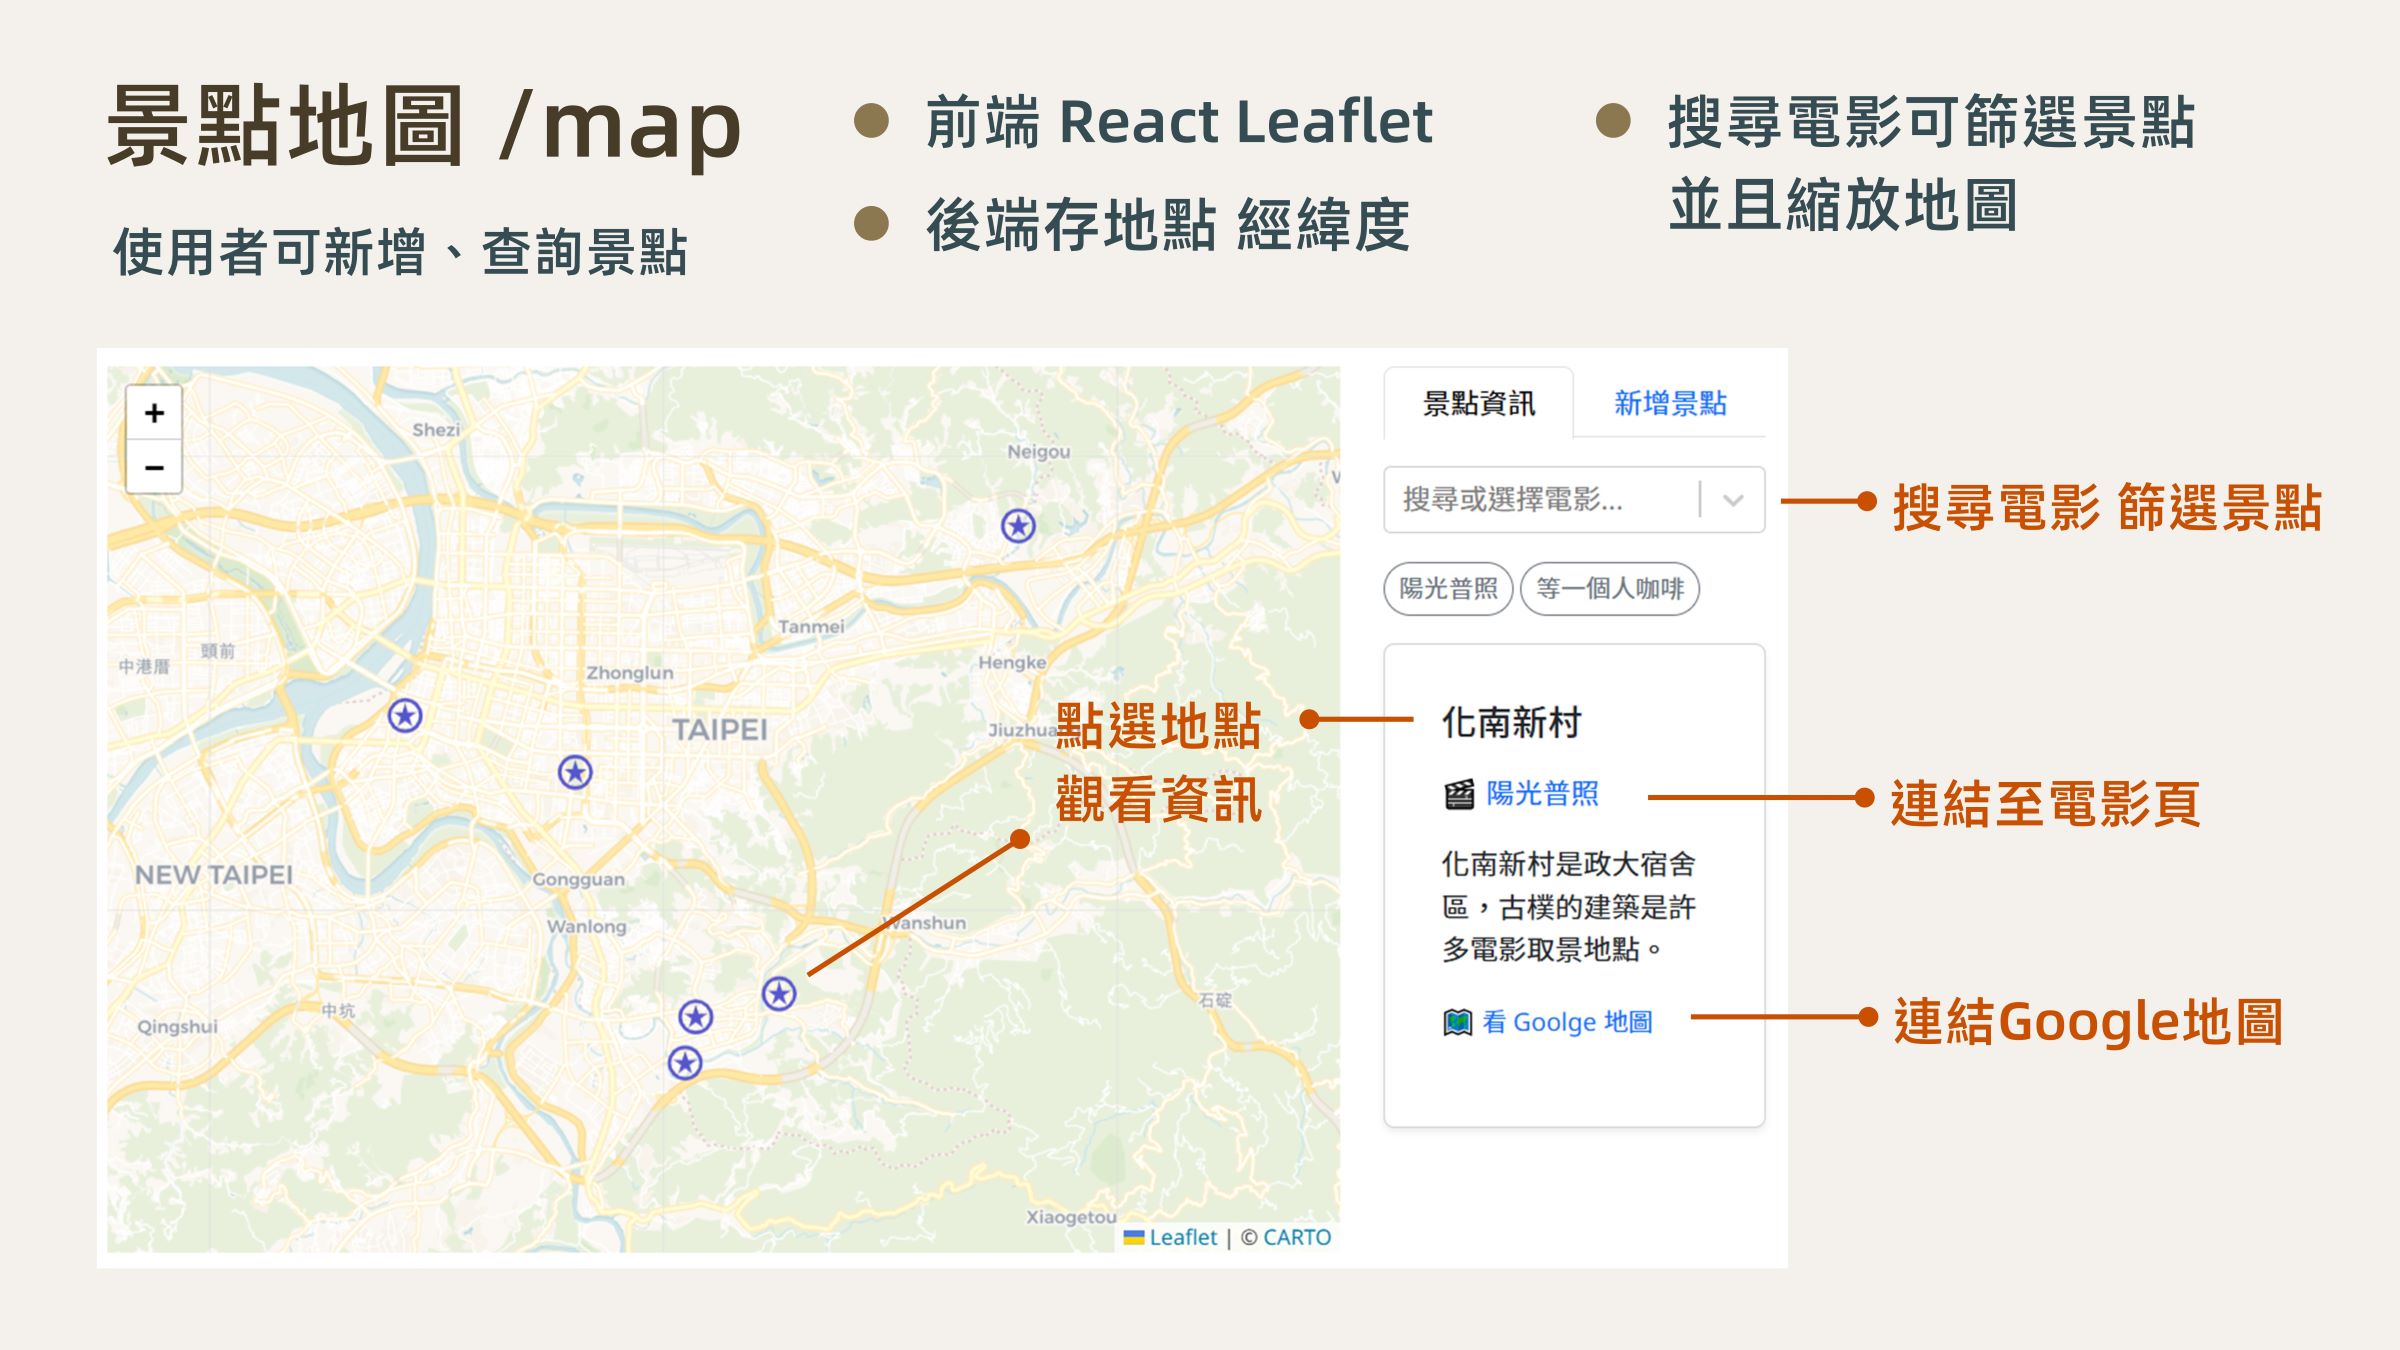 景點地圖 /map
使用者可新增、查詢景點
前端 React Leaflet
後端存地點 經緯度
搜尋電影可篩選景點
並且縮放地圖
+
−
Shezi
Neigou
Tanmei
Hengke
Zhonglun
頭前
中港厝
TAIPEI
Jiuzhua
NEW TAIPEI
Gongguan
Wanlong
Wanshun
石碇
中坑
Qingshui
Xiaogetou
Leaflet | © CARTO
點選地點
觀看資訊
景點資訊
新增景點
搜尋或選擇電影...
陽光普照
等一個人咖啡
化南新村
陽光普照
化南新村是政大宿舍
區，古樸的建築是許
多電影取景地點。
看 Goolge 地圖
搜尋電影 篩選景點
連結至電影頁
連結Google地圖